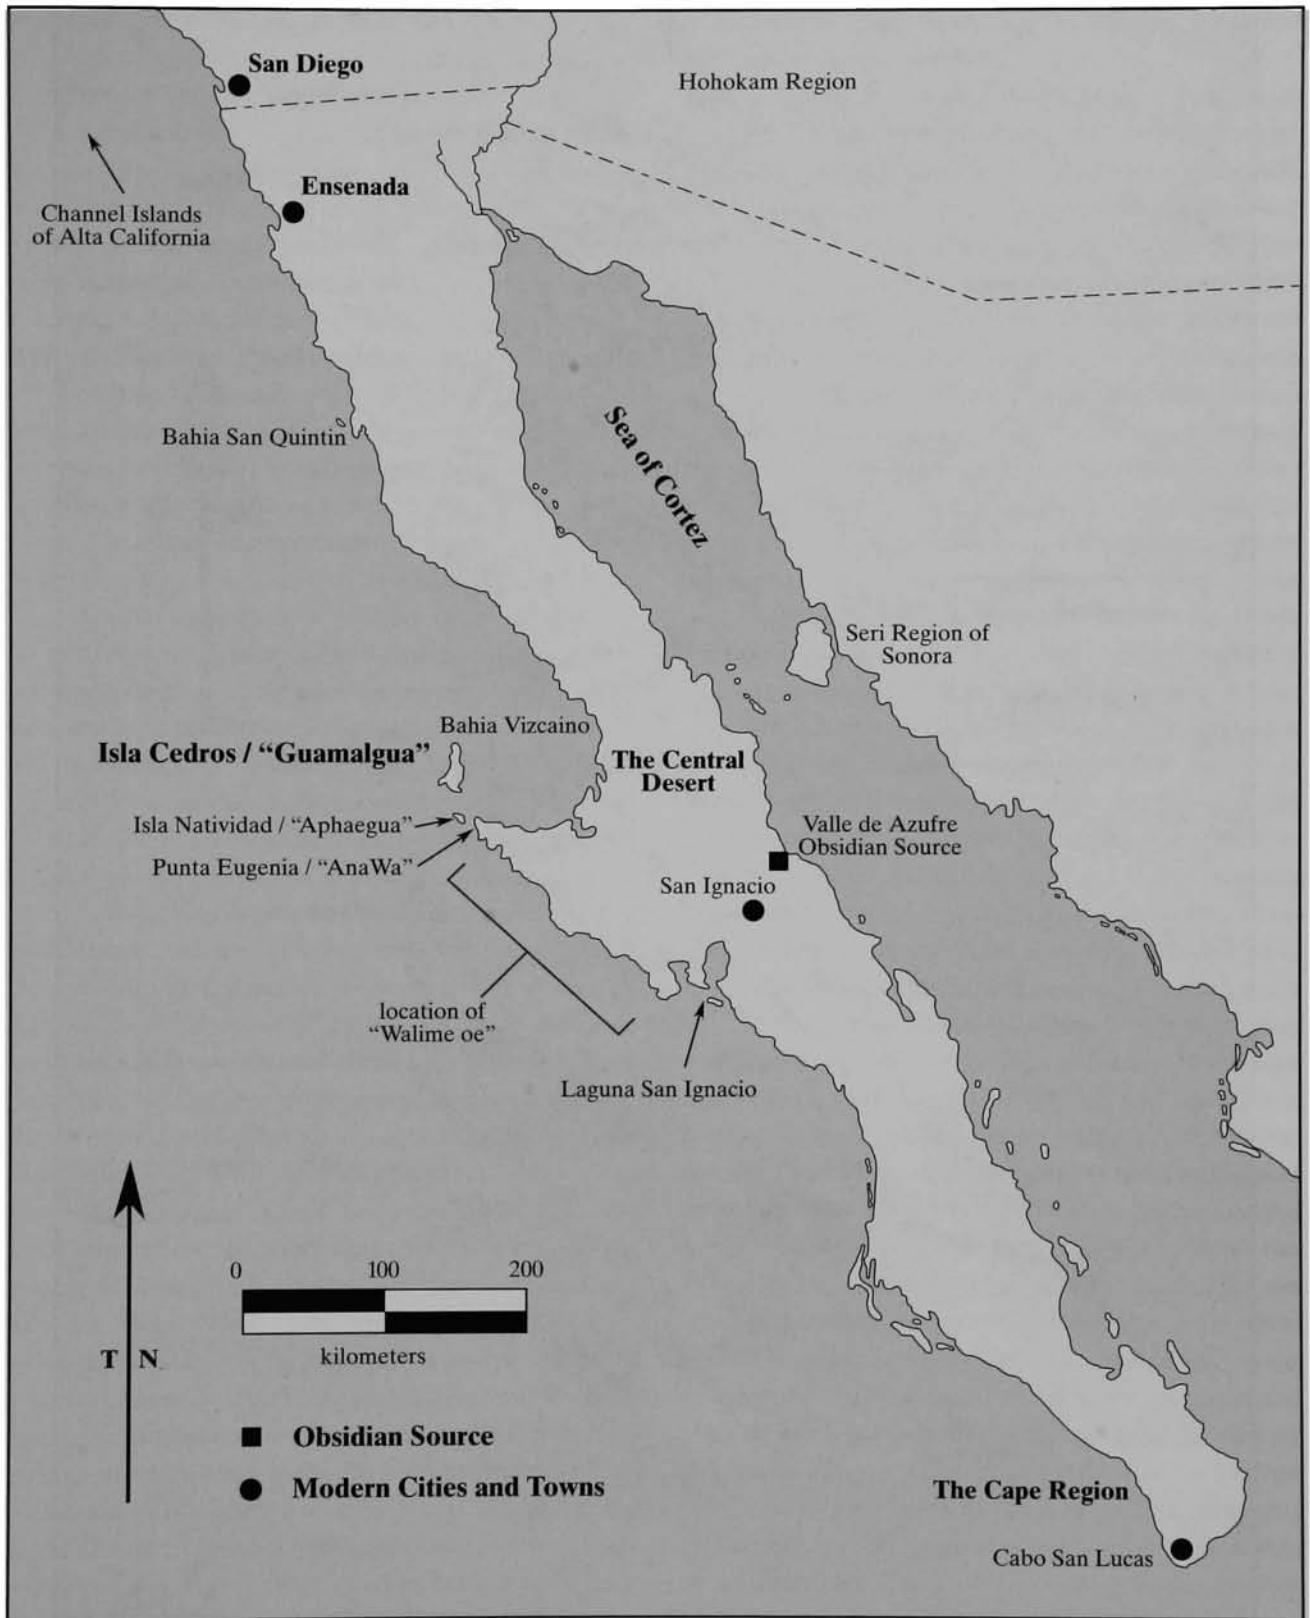 San Diego
Hohokam Region
Ensenada
Channel Islands
of Alta California
Bahia San Quintin
Sea of Cortez
Seri Region of
Sonora
Bahia Vizcaino
Isla Cedros / “Guamalgua”
The Central
Desert
Isla Natividad / “Aphaegua”
Valle de Azufre
Obsidian Source
Punta Eugenia / “AnaWa”
San Ignacio
location of
“Walime oe”
Laguna San Ignacio
0 100 200
kilometers
T N
Obsidian Source
Modern Cities and Towns
The Cape Region
Cabo San Lucas